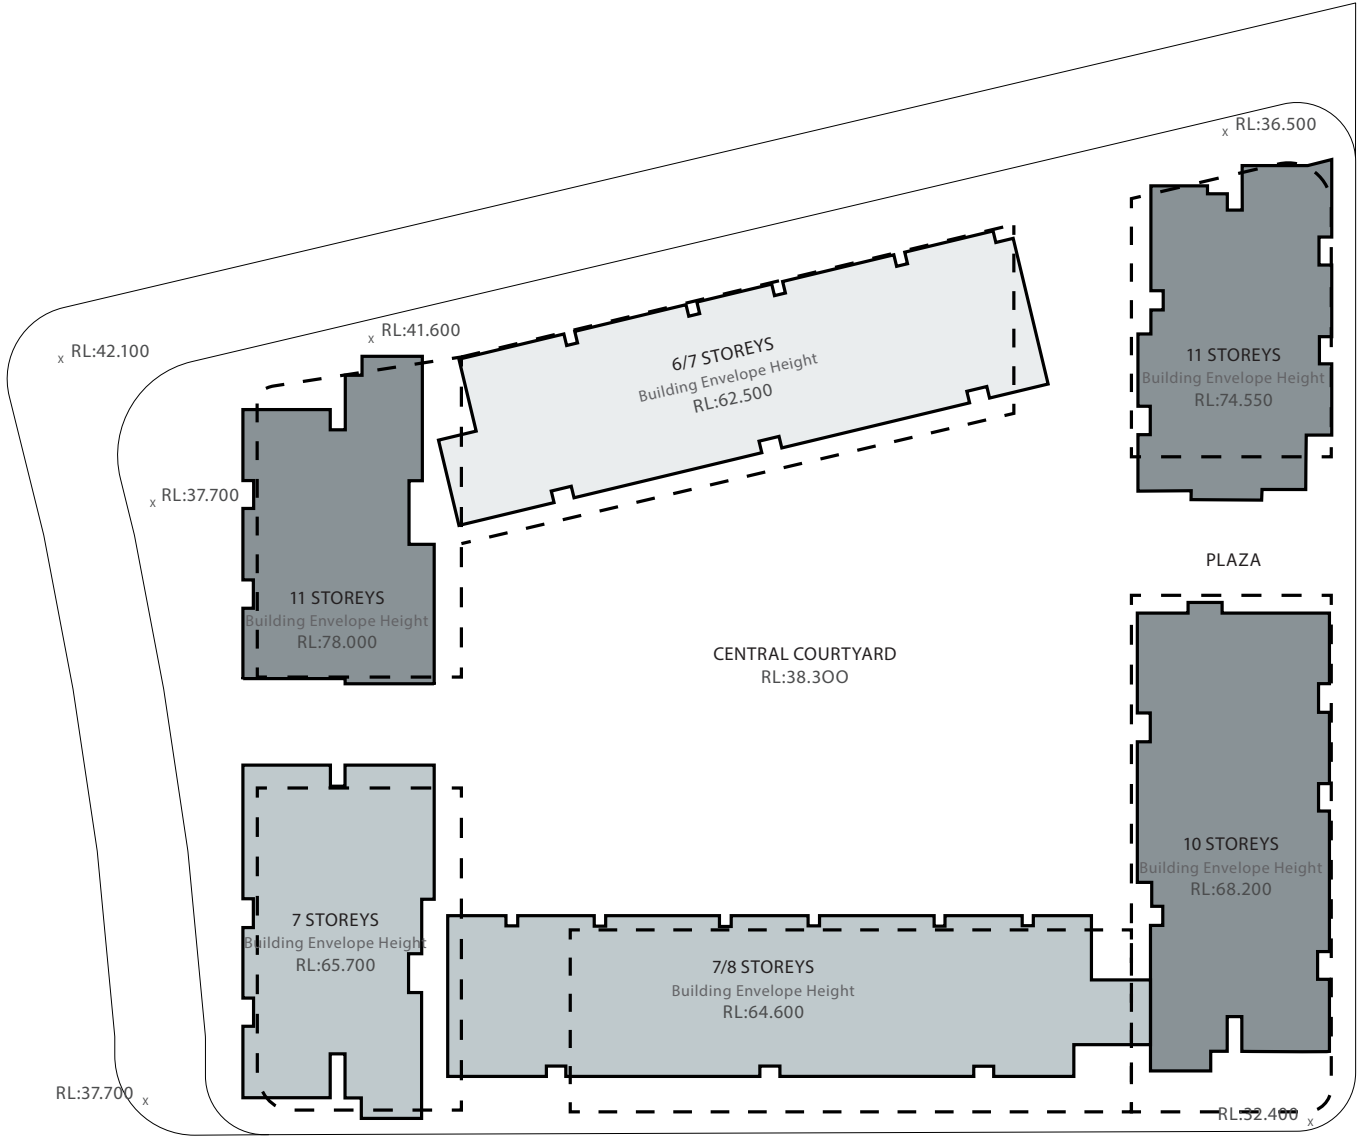 RL:36.500
RL:41.600
RL:42.100
6/7 STOREYS
Building Envelope Height
RL:62.500
11 STOREYS
Building Envelope Height
RL:74.550
RL:37.700
PLAZA
11 STOREYS
Building Envelope Height
RL:78.000
CENTRAL COURTYARD
RL:38.3OO
10 STOREYS
Building Envelope Height
RL:68.200
7 STOREYS
Building Envelope Height
RL:65.700
7/8 STOREYS
Building Envelope Height
RL:64.600
RL:37.700
RL:32.400